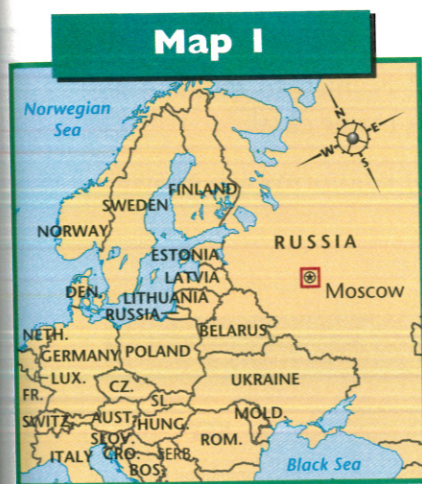 Map 1
Norwegian
Sea
N
E
W
S
FINLAND
SWEDEN
NORWAY
RUSSIA
ESTONIA
LATVIA
Moscow
DEN.
LITHUANIA
RUSSIA
BELARUS
NETH.
GERMANY
POLAND
LUX.
CZ.
UKRAINE
FR.
SL.
SWITZ.
AUST.
HUNG.
MOLD.
SLOV.
ROM.
ITALY
CRO.
SERB.
BOS.
Black Sea